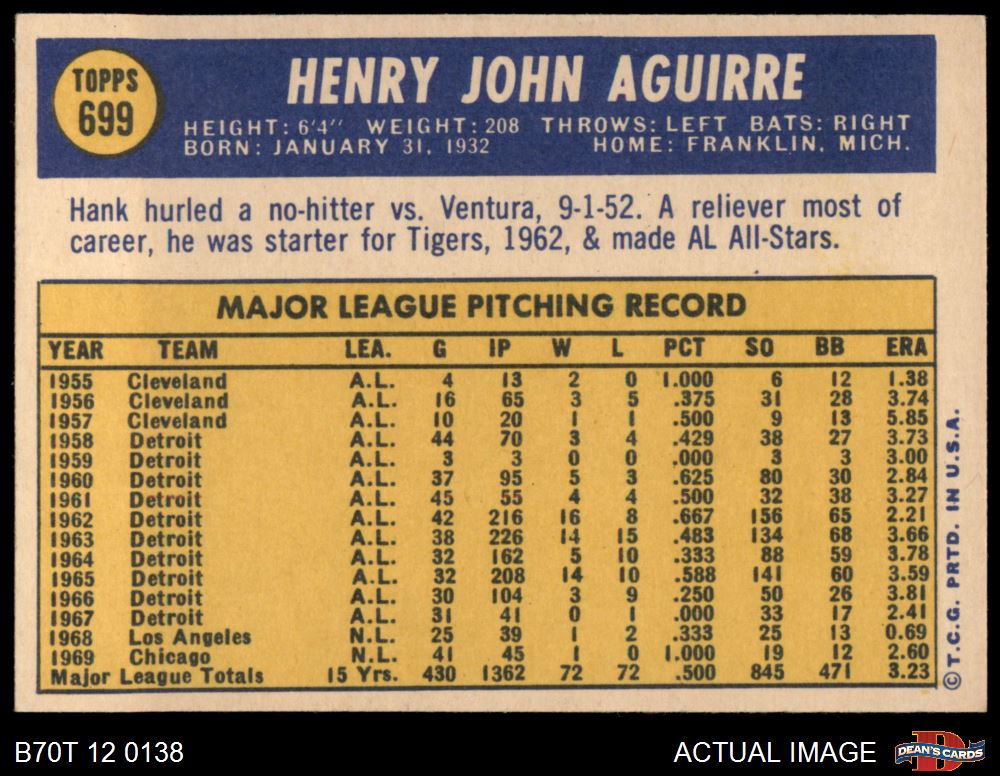 TOPPS
699
HENRY JOHN AGUIRRE
HEIGHT: 6'4" WEIGHT: 208 THROWS: LEFT BATS: RIGHT
BORN: JANUARY 31, 1932 HOME: FRANKLIN, MICH.
Hank hurled a no-hitter vs. Ventura, 9-1-52. A reliever most of
career, he was starter for Tigers, 1962, & made AL All-Stars.
MAJOR LEAGUE PITCHING RECORD
YEAR TEAM LEA. G IP W L PCT SO BB ERA
1955 Cleveland A.L. 4 13 2 0 1.000 6 12 1.38
1956 Cleveland A.L. 16 65 3 5 .375 31 28 3.74
1957 Cleveland A.L. 10 20 1 1 .500 9 13 5.85
1958 Detroit A.L. 44 70 3 4 .429 38 27 3.73
1959 Detroit A.L. 3 3 0 0 .000 3 3 3.00
1960 Detroit A.L. 37 95 5 3 .625 80 30 2.84
1961 Detroit A.L. 45 55 4 4 .500 32 38 3.27
1962 Detroit A.L. 42 216 16 8 .667 156 65 2.21
1963 Detroit A.L. 38 226 14 15 .483 134 68 3.66
1964 Detroit A.L. 32 162 5 10 .333 88 59 3.78
1965 Detroit A.L. 32 208 14 10 .588 141 60 3.59
1966 Detroit A.L. 30 104 3 9 .250 50 26 3.81
1967 Detroit A.L. 31 41 0 1 .000 33 17 2.41
1968 Los Angeles N.L. 25 39 1 2 .333 25 13 0.69
1969 Chicago N.L. 41 45 1 0 1.000 19 12 2.60
Major League Totals 15 Yrs. 430 1362 72 72 .500 845 471 3.23
©T.C.G. PRTD. IN U.S.A.
B70T 12 0138
ACTUAL IMAGE
DEAN'S CARDS